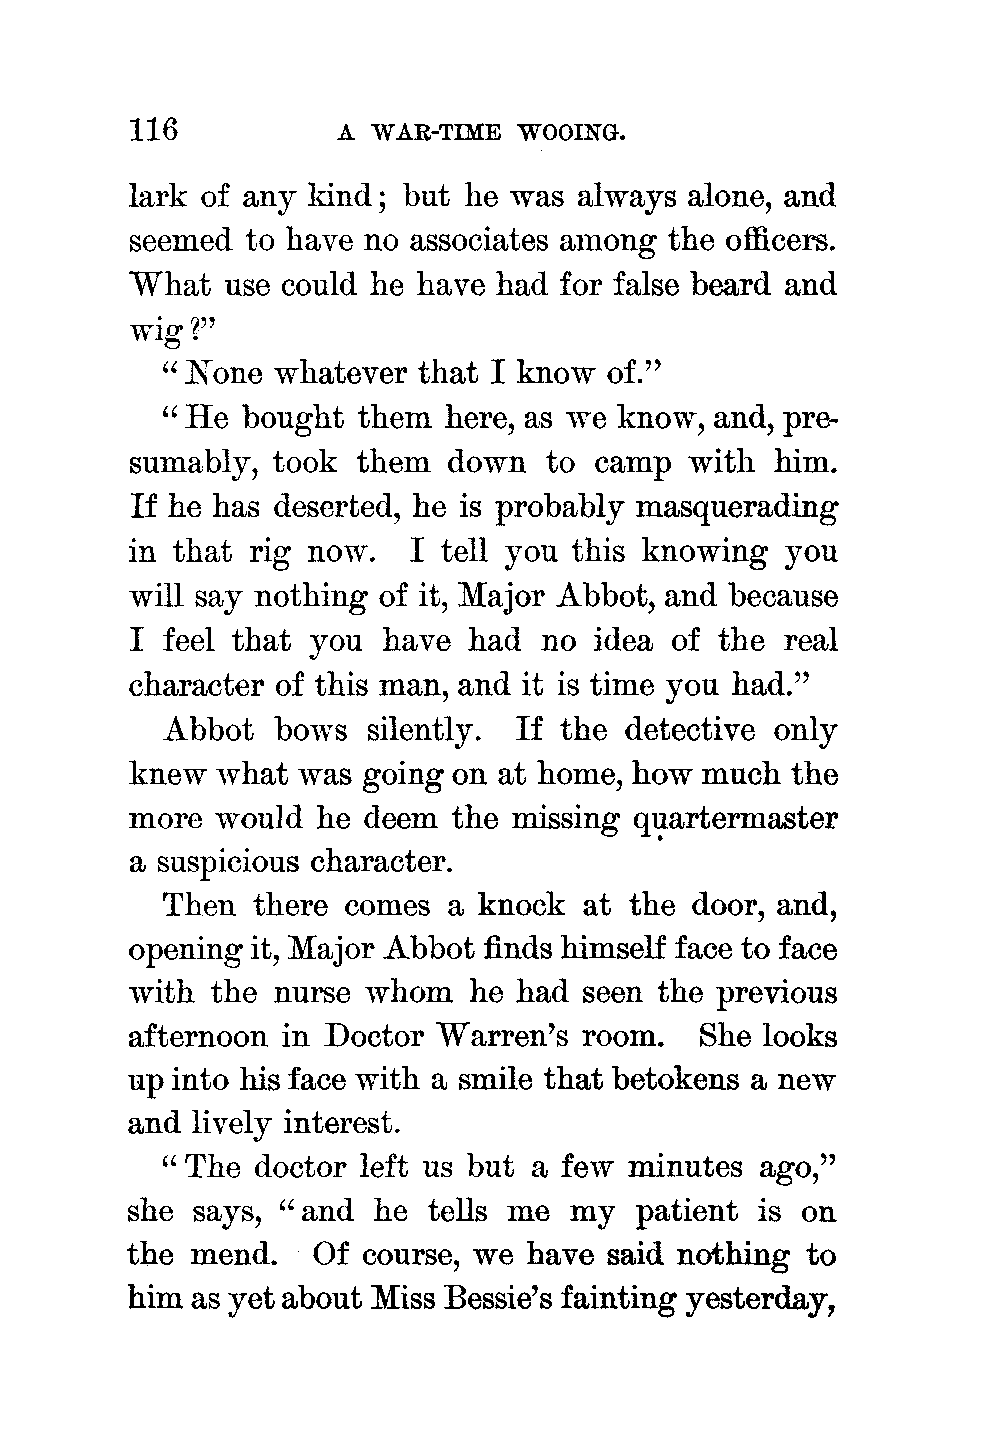 116 A WAR-TIME WOOING.
lark of any kind; but he was always alone, and
seemed to have no associates among the officers.
What use could he have had for false beard and
wig?”
“None whatever that I know of.”
“He bought them here, as we know, and, pre-
sumably, took them down to camp with him.
If he has deserted, he is probably masquerading
in that rig now. I tell you this knowing you
will say nothing of it, Major Abbot, and because
I feel that you have had no idea of the real
character of this man, and it is time you had.”
Abbot bows silently. If the detective only
knew what was going on at home, how much the
more would he deem the missing quartermaster
a suspicious character.
Then there comes a knock at the door, and,
opening it, Major Abbot finds himself face to face
with the nurse whom he had seen the previous
afternoon in Doctor Warren’s room. She looks
up into his face with a smile that betokens a new
and lively interest.
“The doctor left us but a few minutes ago,”
she says, “and he tells me my patient is on
the mend. Of course, we have said nothing to
him as yet about Miss Bessie’s fainting yesterday,